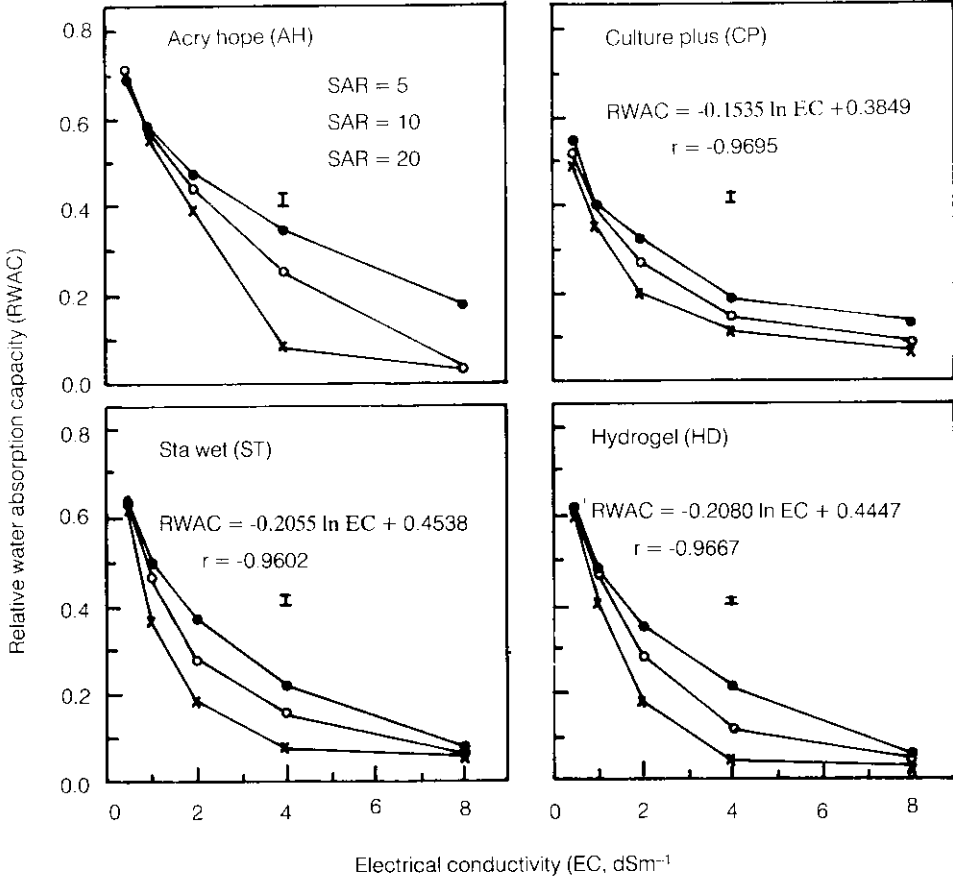 Relative water absorption capacity (RWAC)
0.8
0.6
0.4
0.2
0.0
Acry hope (AH)
SAR = 5
SAR = 10
SAR = 20
Culture plus (CP)
RWAC = -0.1535 ln EC +0.3849
r = -0.9695
0.8
0.6
0.4
0.2
0.0
Sta wet (ST)
RWAC = -0.2055 ln EC + 0.4538
r = -0.9602
Hydrogel (HD)
RWAC = -0.2080 ln EC + 0.4447
r = -0.9667
0 2 4 6 8
0 2 4 6 8
Electrical conductivity (EC, dSm⁻¹